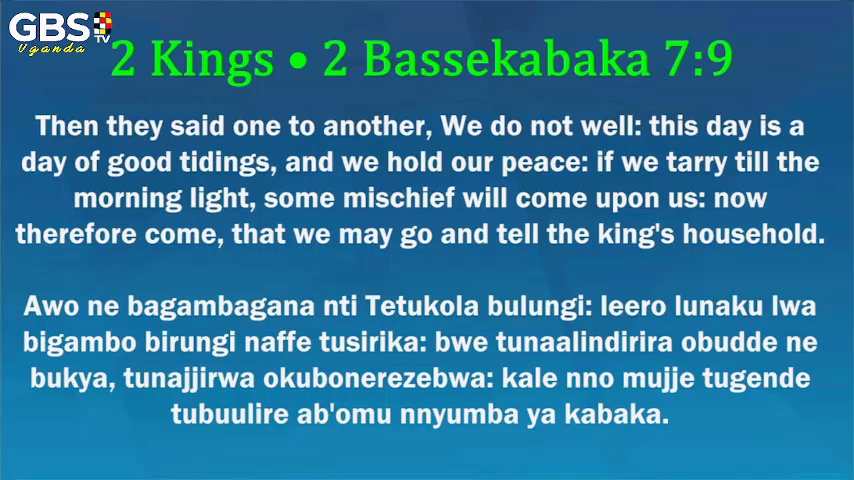 GBS
TV
Uganda
2 Kings • 2 Bassekabaka 7:9
Then they said one to another, We do not well: this day is a
day of good tidings, and we hold our peace: if we tarry till the
morning light, some mischief will come upon us: now
therefore come, that we may go and tell the king's household.
Awo ne bagambagana nti Tetukola bulungi: leero lunaku lwa
bigambo birungi naffe tusirika: bwe tunaalindirira obudde ne
bukya, tunajjirwa okubonerezebwa: kale nno mujje tugende
tubuulire ab'omu nnyumba ya kabaka.